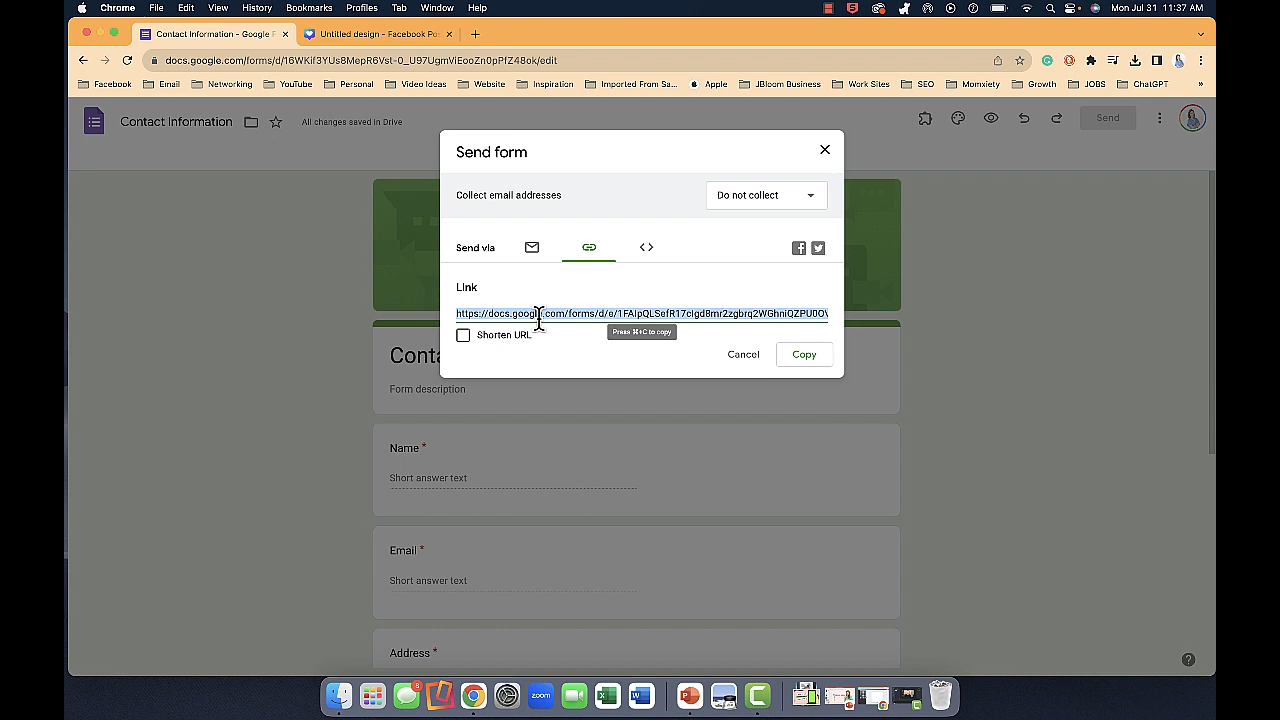 Chrome File Edit View History Bookmarks Profiles Tab Window Help Mon Jul 31 11:37 AM
Contact Information - Google F Untitled design - Facebook Po
docs.google.com/forms/d/16WKif3YUs8MepR6Vst-0_U97UgmViEooZn0pPfZ48ok/edit
Facebook Email Networking YouTube Personal Video Ideas Website Inspiration Imported From Sa... Apple JBloom Business Work Sites SEO Momxiety Growth JOBS ChatGPT »
Contact Information All changes saved in Drive Send
Send form
Collect email addresses Do not collect
Send via
Link
https://docs.google.com/forms/d/e/1FAIpQLSefR17cIgd8mr2zgbrq2WGhniQZPU0O\
Press ⌘+C to copy
Shorten URL
Cancel Copy
Conta
Form description
Name *
Short answer text
Email *
Short answer text
Address *
8
zoom